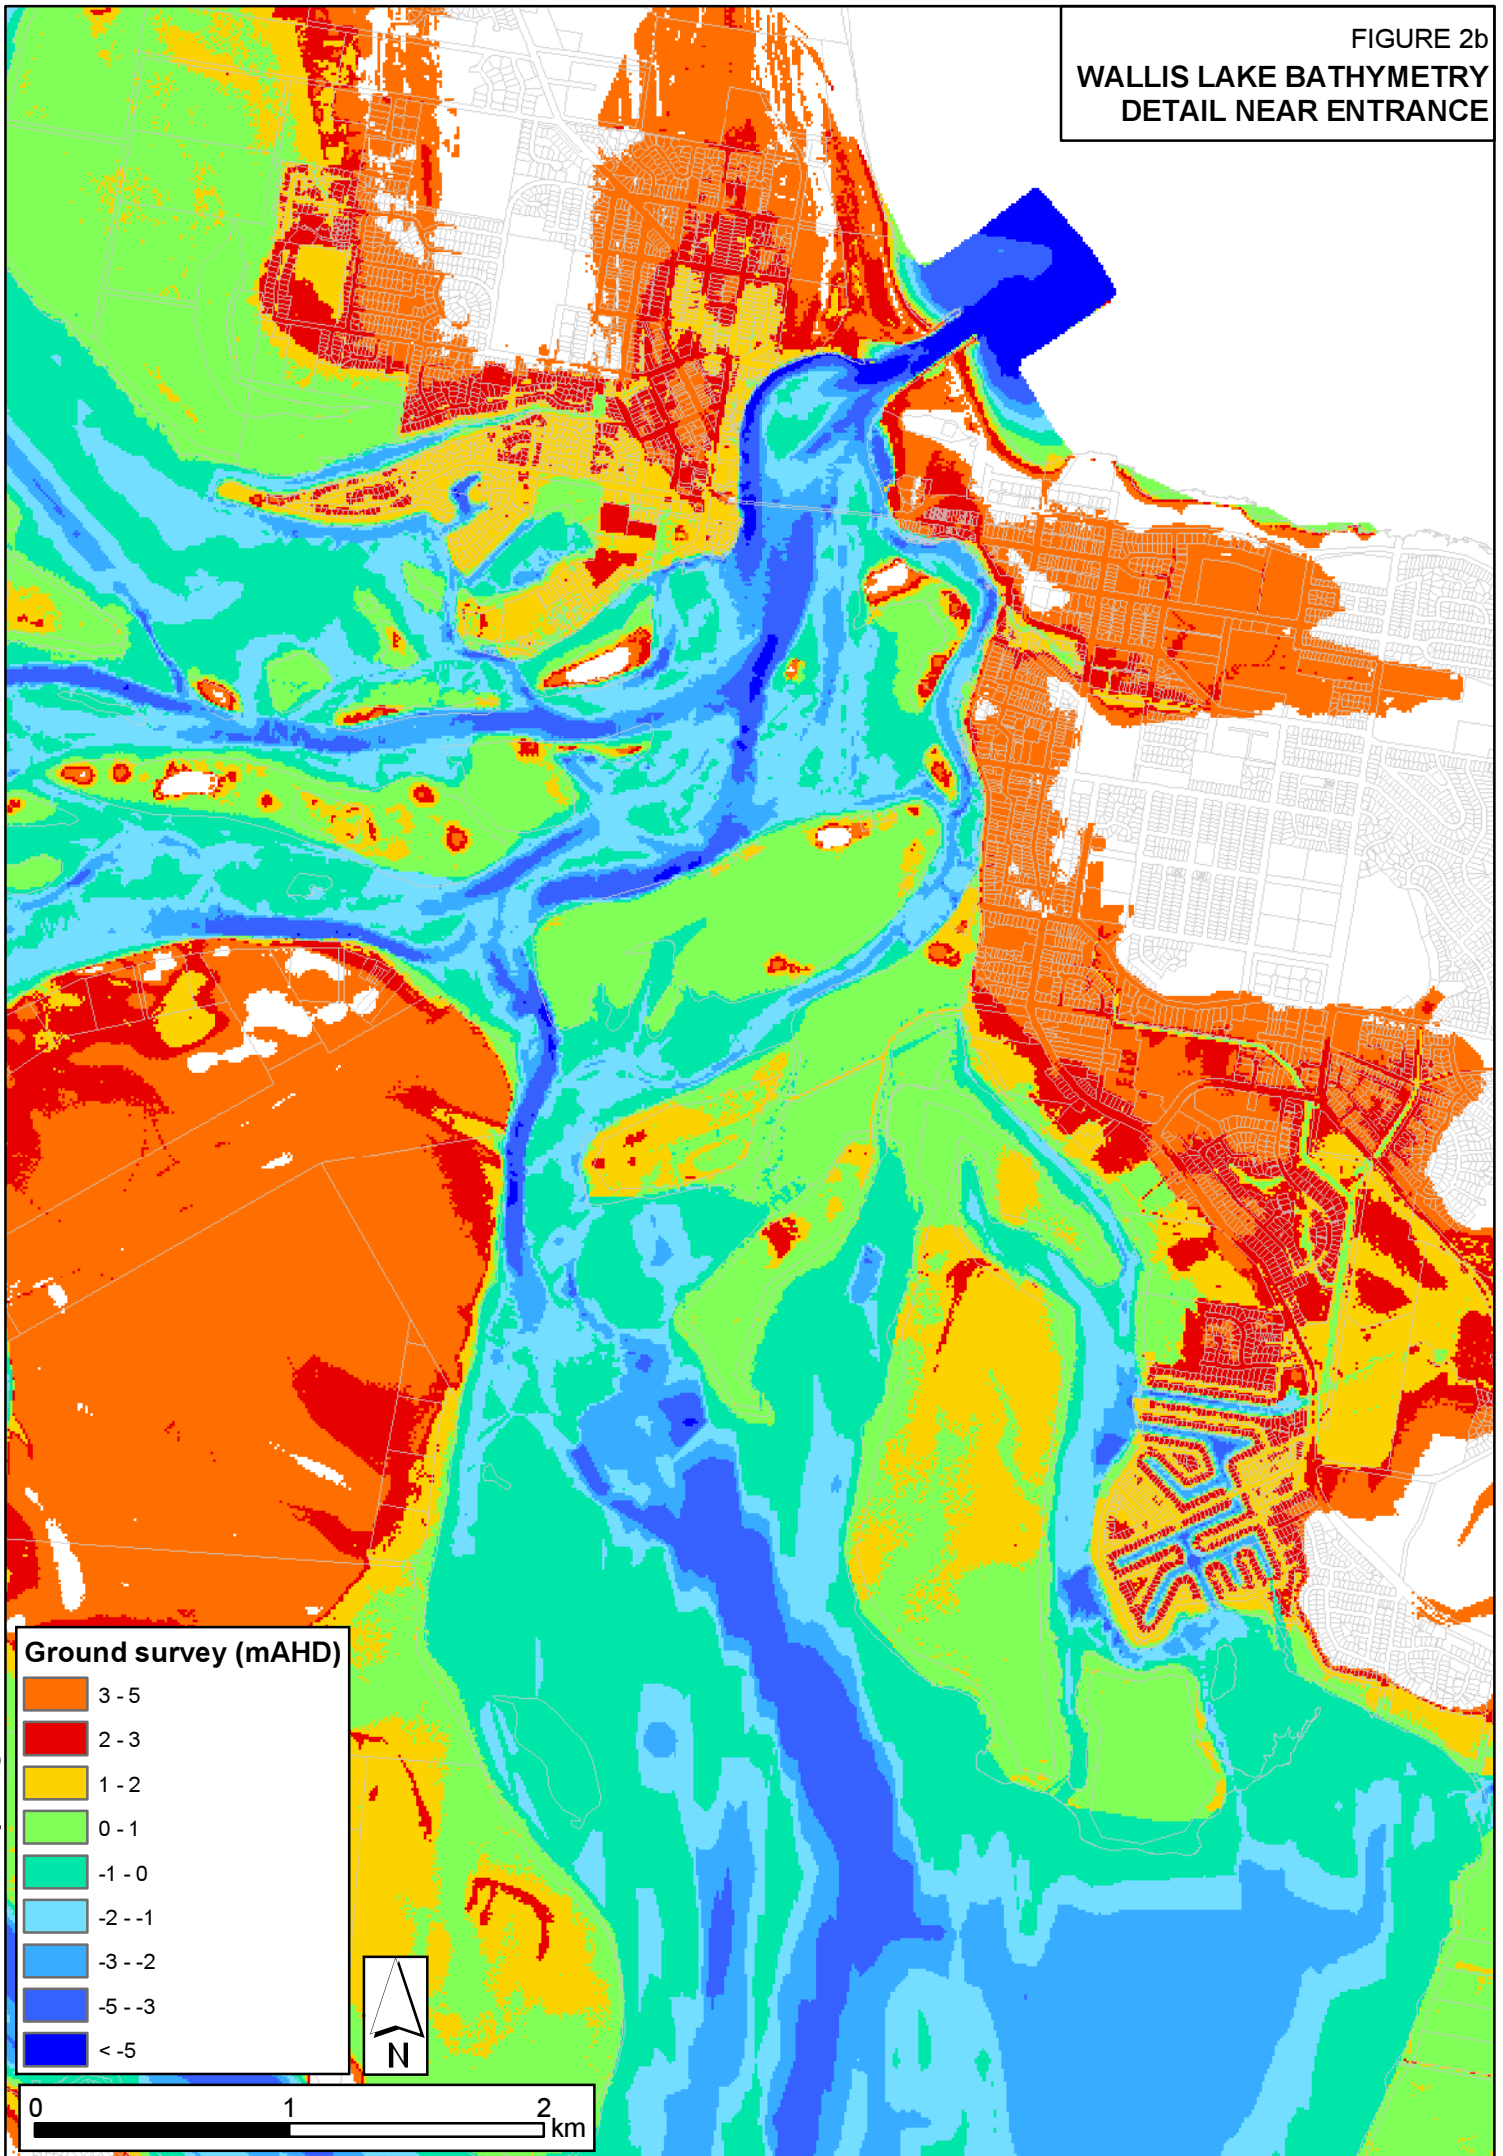 FIGURE 2b
WALLIS LAKE BATHYMETRY
DETAIL NEAR ENTRANCE
Ground survey (mAHD)
3 - 5
2 - 3
1 - 2
0 - 1
-1 - 0
-2 - -1
-3 - -2
-5 - -3
< -5
N
0 1 2
km